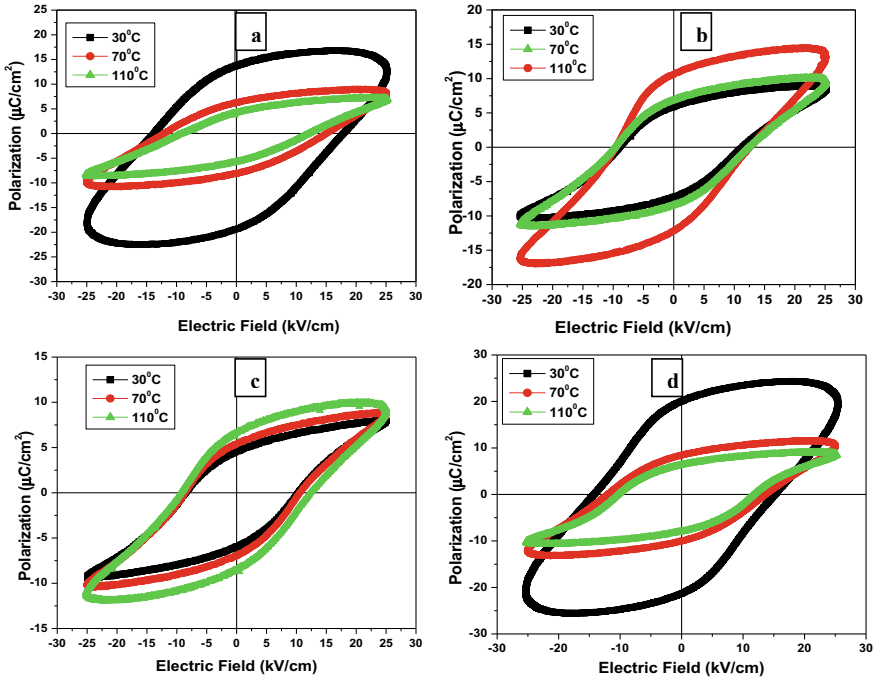 a
30⁰C
70⁰C
110⁰C
Polarization (µC/cm²)
25
20
15
10
5
0
-5
-10
-15
-20
-25
-30
-30 -25 -20 -15 -10 -5 0 5 10 15 20 25 30
Electric Field (kV/cm)
b
30⁰C
70⁰C
110⁰C
Polarization (µC/cm²)
20
15
10
5
0
-5
-10
-15
-20
-30 -25 -20 -15 -10 -5 0 5 10 15 20 25 30
Electric Field (kV/cm)
c
30⁰C
70⁰C
110⁰C
Polarization (µC/cm²)
15
10
5
0
-5
-10
-15
-30 -25 -20 -15 -10 -5 0 5 10 15 20 25 30
Electric Field (kV/cm)
d
30⁰C
70⁰C
110⁰C
Polarization (µC/cm²)
30
20
10
0
-10
-20
-30
-30 -20 -10 0 10 20 30
Electric Field (kV/cm)